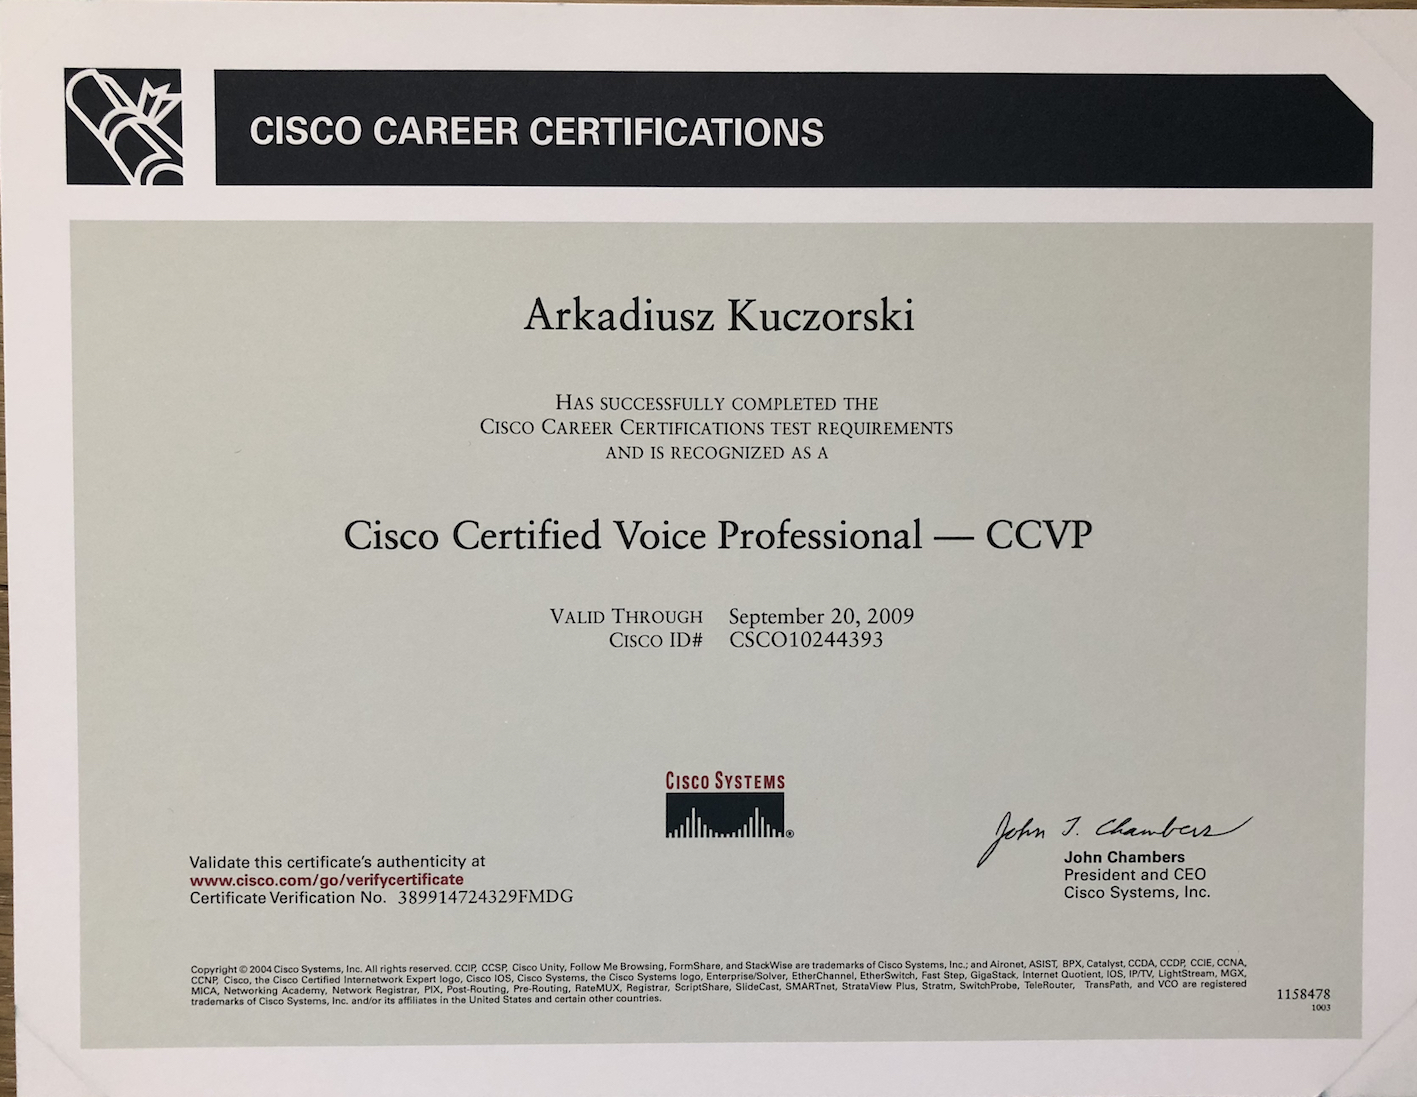 CISCO CAREER CERTIFICATIONS
Arkadiusz Kuczorski
HAS SUCCESSFULLY COMPLETED THE
CISCO CAREER CERTIFICATIONS TEST REQUIREMENTS
AND IS RECOGNIZED AS A
Cisco Certified Voice Professional — CCVP
VALID THROUGH September 20, 2009
CISCO ID# CSCO10244393
CISCO SYSTEMS
®
John T. Chambers
John Chambers
President and CEO
Cisco Systems, Inc.
Validate this certificate's authenticity at
www.cisco.com/go/verifycertificate
Certificate Verification No. 389914724329FMDG
Copyright © 2004 Cisco Systems, Inc. All rights reserved. CCIP, CCSP, Cisco Unity, Follow Me Browsing, FormShare, and StackWise are trademarks of Cisco Systems, Inc.; and Aironet, ASIST, BPX, Catalyst, CCDA, CCDP, CCIE, CCNA,
CCNP, Cisco, the Cisco Certified Internetwork Expert logo, Cisco IOS, Cisco Systems, the Cisco Systems logo, Enterprise/Solver, EtherChannel, EtherSwitch, Fast Step, GigaStack, Internet Quotient, IOS, IP/TV, LightStream, MGX,
MICA, Networking Academy, Network Registrar, PIX, Post-Routing, Pre-Routing, RateMUX, Registrar, ScriptShare, SlideCast, SMARTnet, StrataView Plus, Stratm, SwitchProbe, TeleRouter, TransPath, and VCO are registered
trademarks of Cisco Systems, Inc. and/or its affiliates in the United States and certain other countries.
1158478
1003